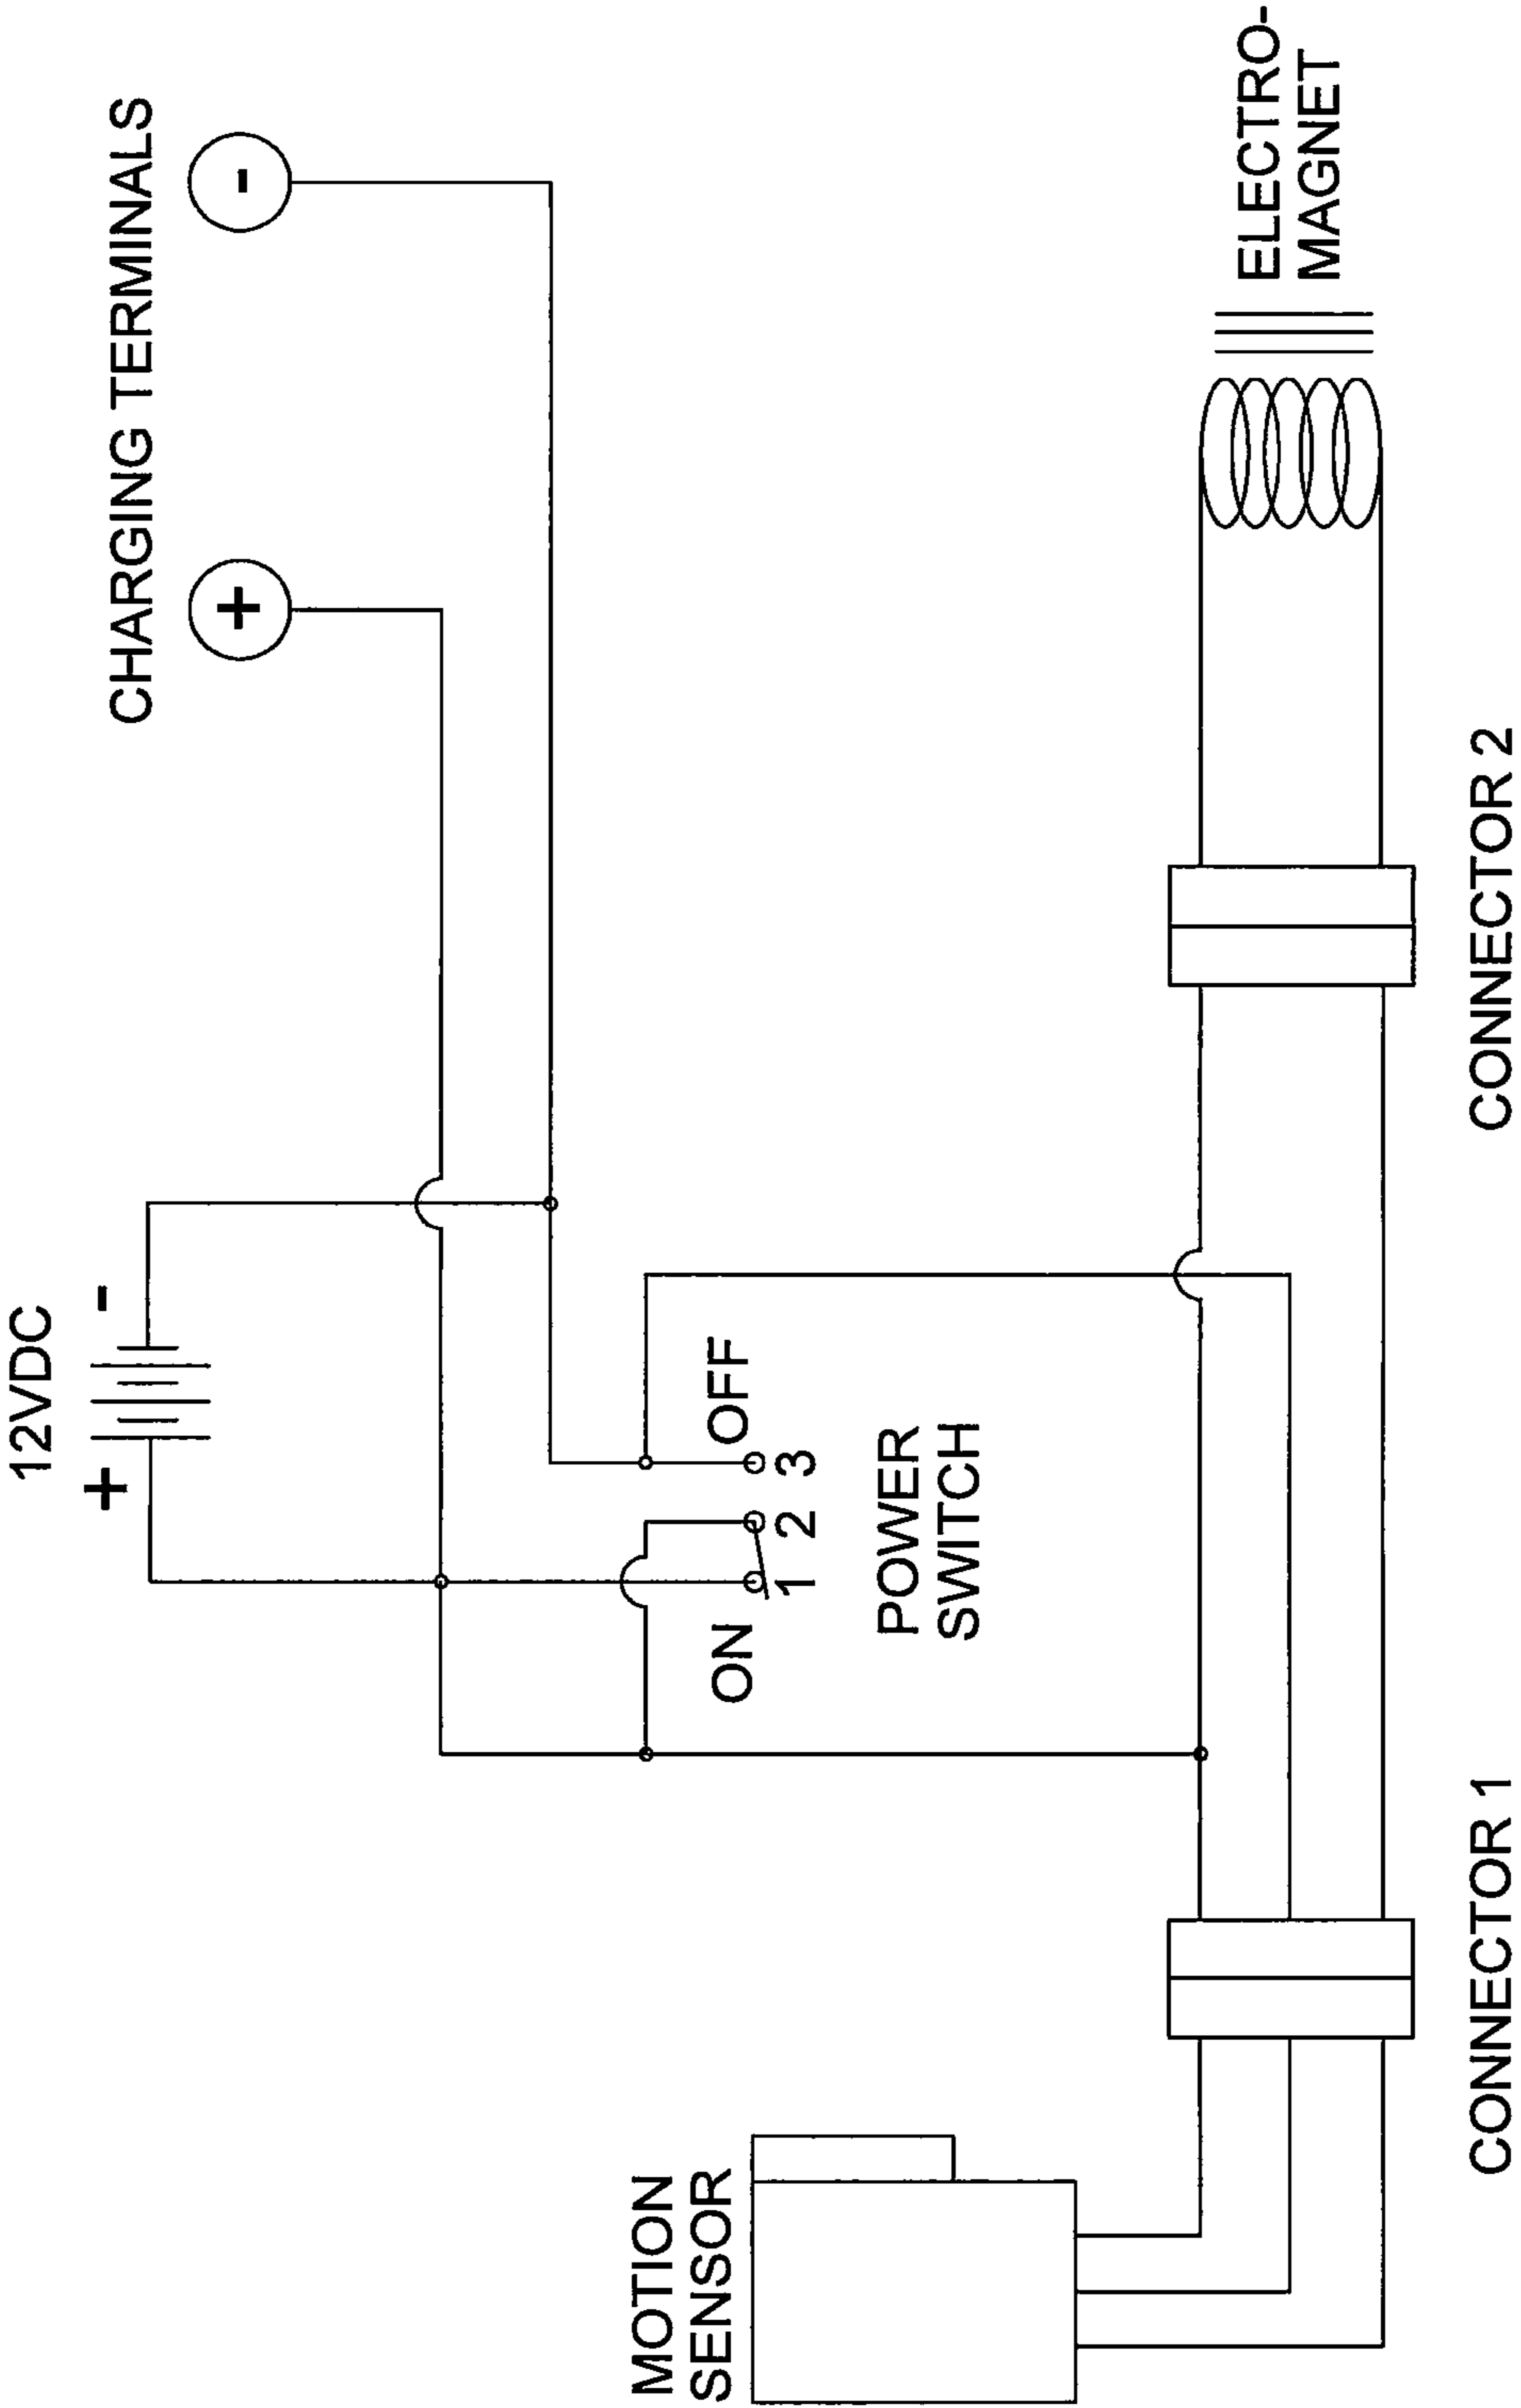 12VDC
+
-
CHARGING TERMINALS
+
-
ON
OFF
1
2
3
POWER
SWITCH
MOTION
SENSOR
ELECTRO-
MAGNET
CONNECTOR 1
CONNECTOR 2